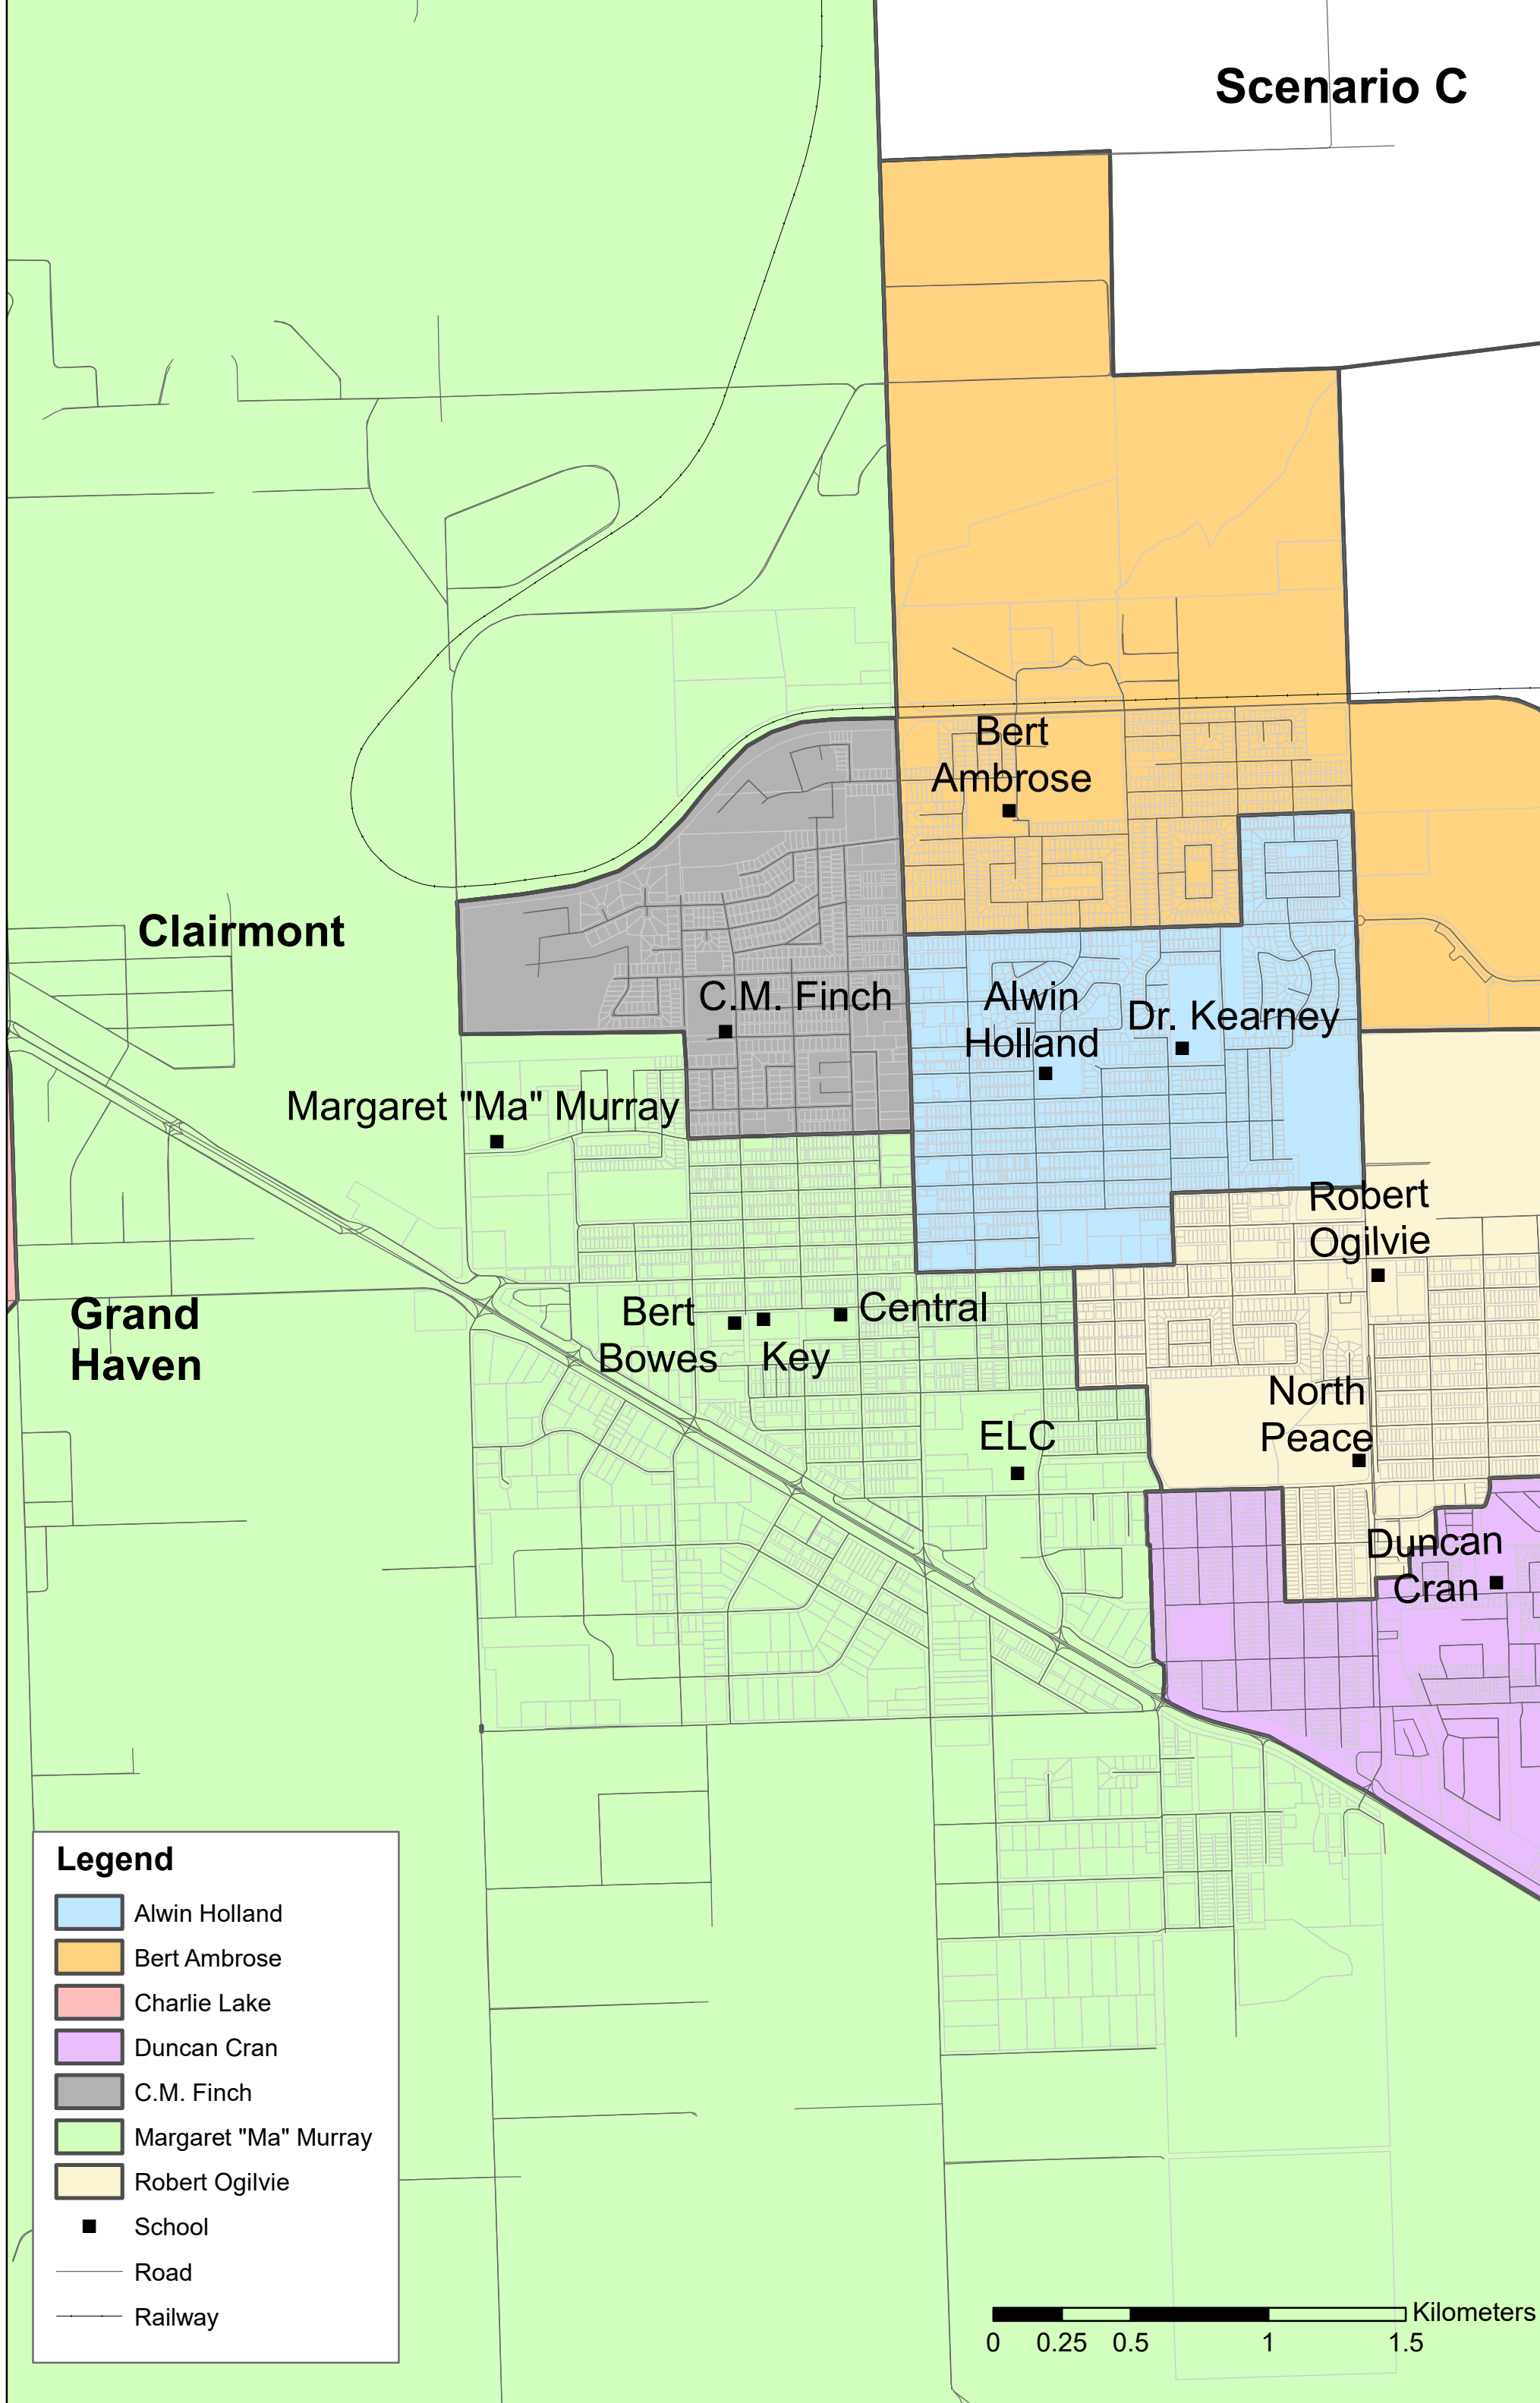 Scenario C
Bert
Ambrose
Clairmont
C.M. Finch
Alwin
Holland
Dr. Kearney
Margaret "Ma" Murray
Robert
Ogilvie
Grand
Haven
Bert
Bowes
Key
Central
North
Peace
ELC
Duncan
Cran
Legend
Alwin Holland
Bert Ambrose
Charlie Lake
Duncan Cran
C.M. Finch
Margaret "Ma" Murray
Robert Ogilvie
School
Road
Railway
Kilometers
0 0.25 0.5 1 1.5